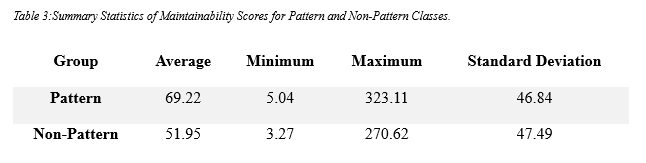 Table 3:Summary Statistics of Maintainability Scores for Pattern and Non-Pattern Classes.
Group Average Minimum Maximum Standard Deviation
Pattern 69.22 5.04 323.11 46.84
Non-Pattern 51.95 3.27 270.62 47.49